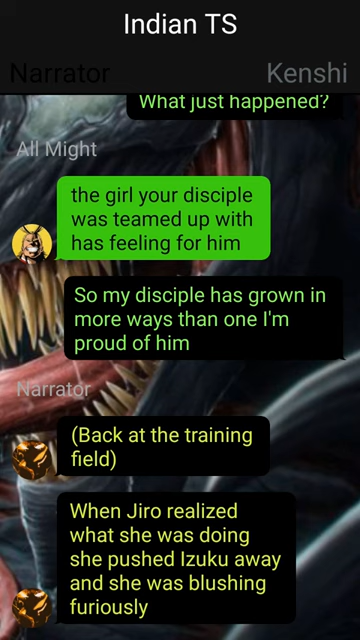 Indian TS
Narrator
Kenshi
What just happened?
All Might
the girl your disciple
was teamed up with
has feeling for him
So my disciple has grown in
more ways than one I'm
proud of him
Narrator
(Back at the training
field)
When Jiro realized
what she was doing
she pushed Izuku away
and she was blushing
furiously